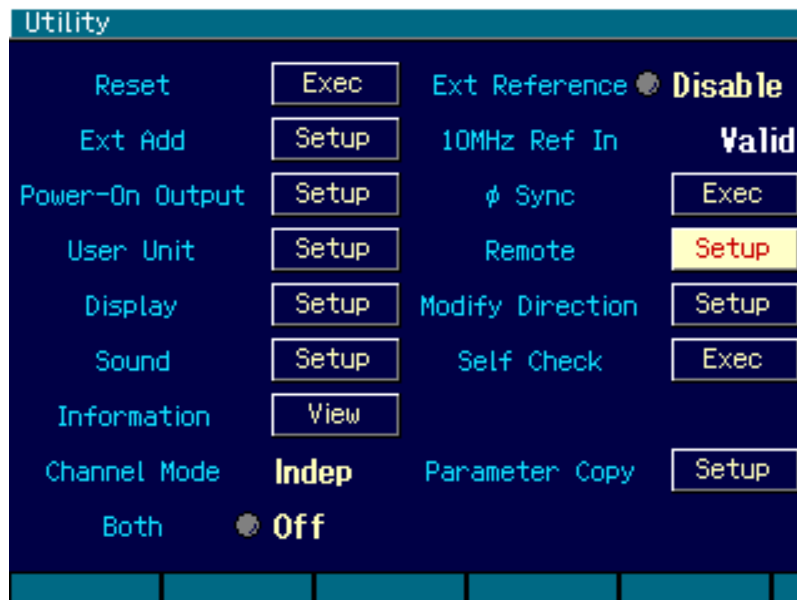 Utility
Reset Exec Ext Reference Disable
Ext Add Setup 10MHz Ref In Valid
Power-On Output Setup ϕ Sync Exec
User Unit Setup Remote Setup
Display Setup Modify Direction Setup
Sound Setup Self Check Exec
Information View
Channel Mode Indep Parameter Copy Setup
Both Off